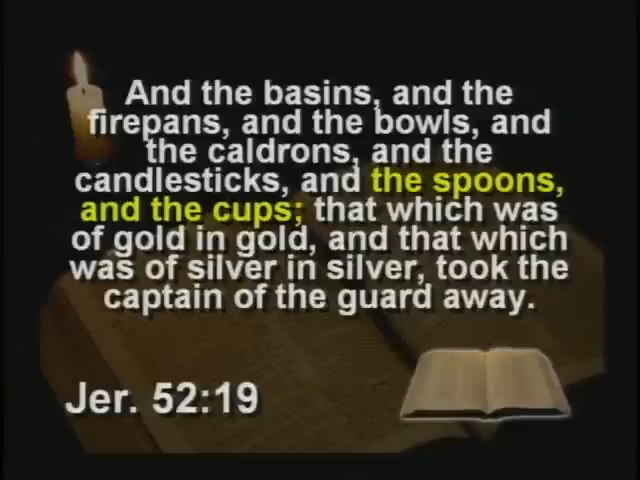 And the basins, and the
firepans, and the bowls, and
the caldrons, and the
candlesticks, and the spoons,
and the cups; that which was
of gold in gold, and that which
was of silver in silver, took the
captain of the guard away.
Jer. 52:19